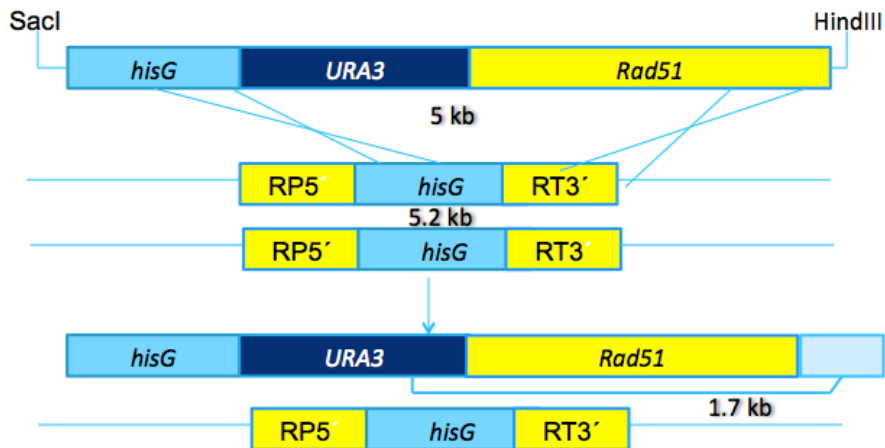 SacI HindIII
hisG URA3 Rad51
5 kb
RP5´ hisG RT3´
5.2 kb
RP5´ hisG RT3´
hisG URA3 Rad51
1.7 kb
RP5´ hisG RT3´